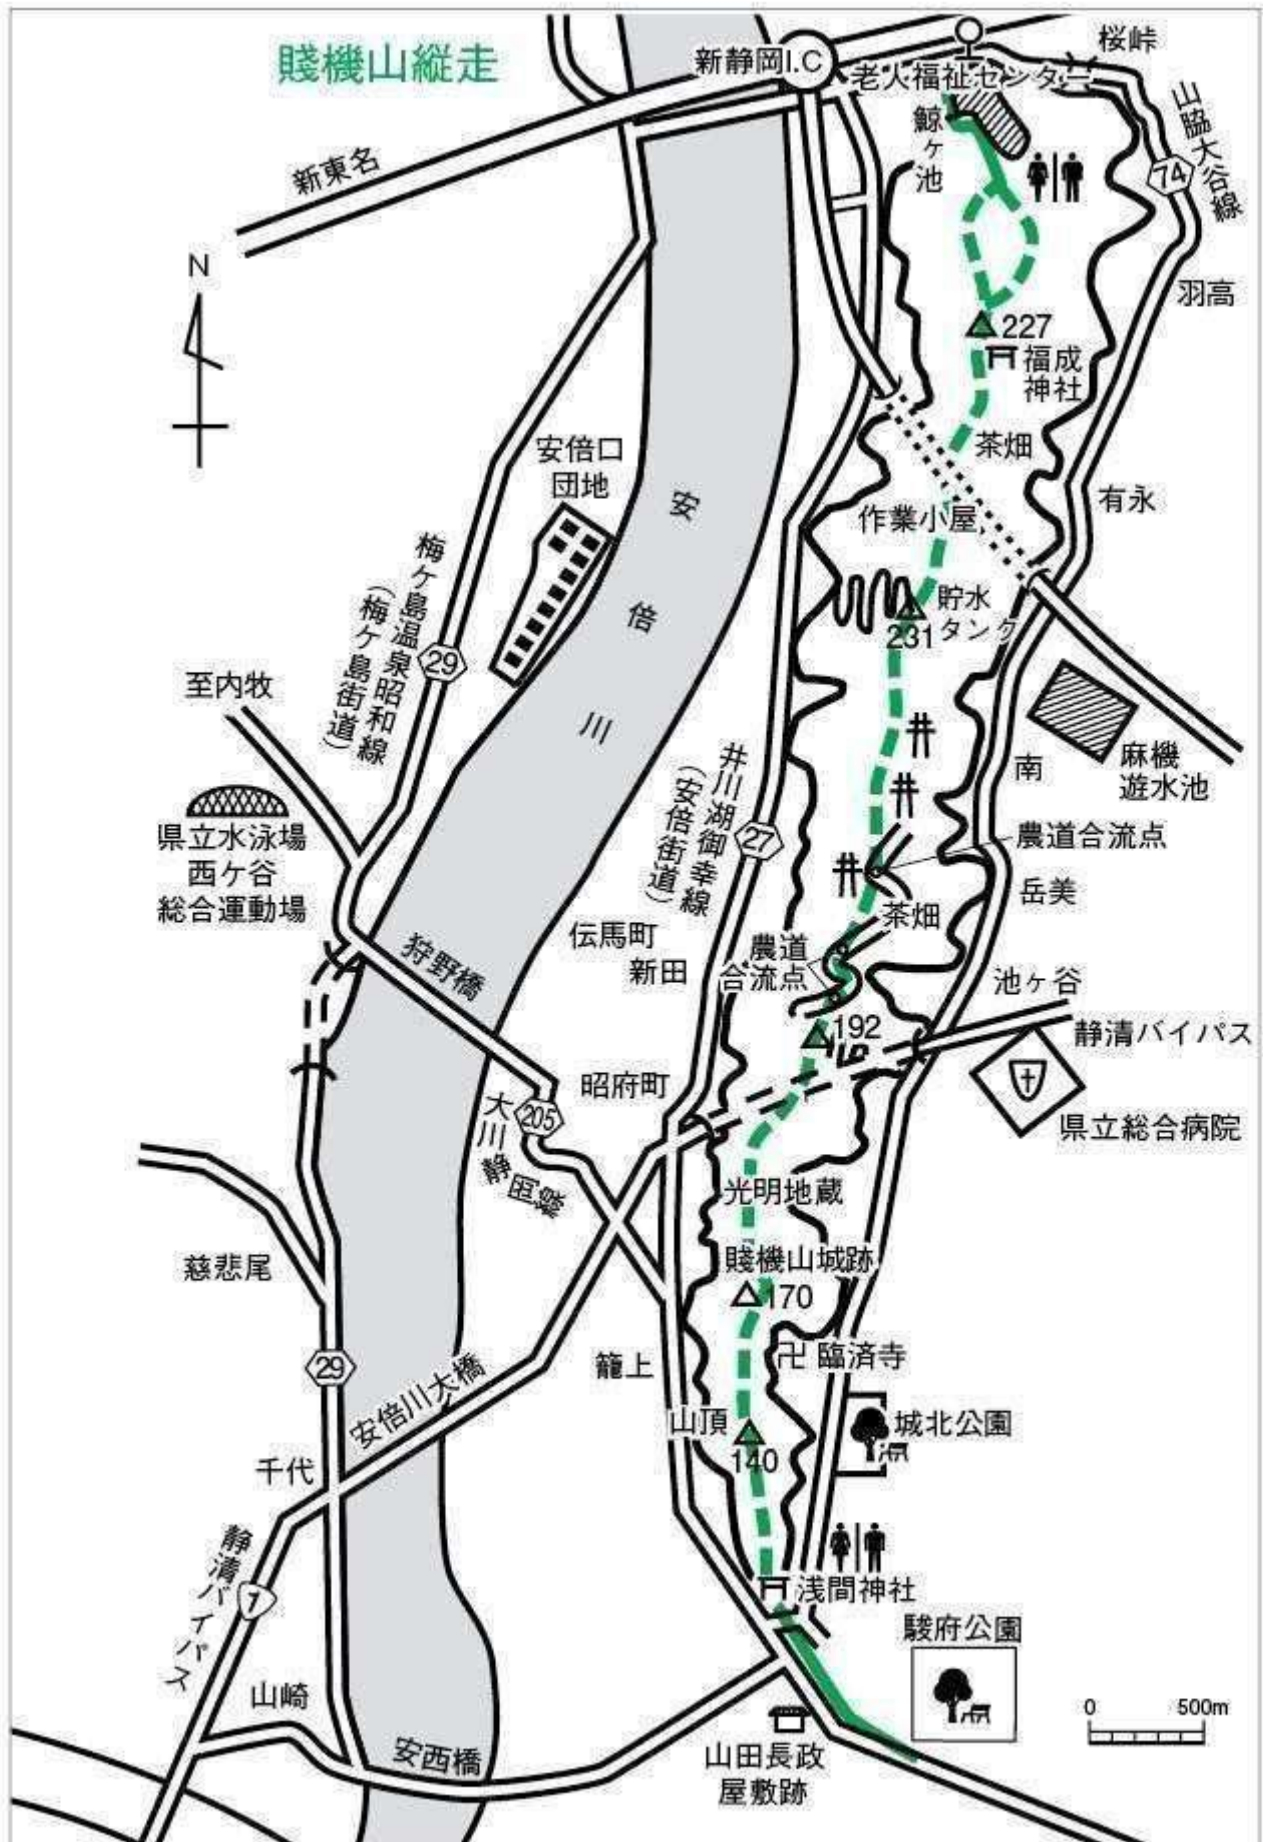 賤機山縦走
新静岡I.C
桜峠
老人福祉センター
鯨ヶ池
山脇大谷線
74
新東名
N
羽高
227
福成
神社
茶畑
安倍口
団地
安倍川
有永
作業小屋
梅ケ島温泉昭和線
(梅ケ島街道)
29
貯水
タンク
231
至内牧
麻機
遊水池
南
井川湖御幸線
(安倍街道)
27
県立水泳場
西ケ谷
総合運動場
農道合流点
岳美
茶畑
狩野橋
伝馬町
新田
農道
合流点
池ヶ谷
192
静清バイパス
昭府町
205
県立総合病院
光明地蔵
慈悲尾
賤機山城跡
170
籠上
卍 臨済寺
29
安倍川大橋
山頂
140
城北公園
千代
静清バイパス
1
浅間神社
駿府公園
山崎
安西橋
山田長政
屋敷跡
0 500m